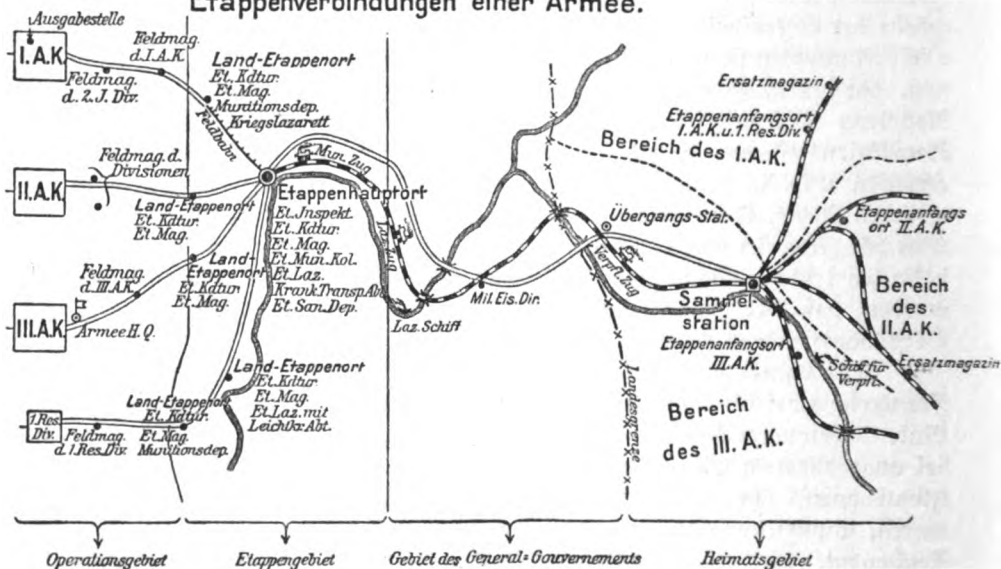 Etappenverbindungen einer Armee.
Ausgabestelle
I.A.K
Feldmag.
d.I.A.K.
Feldmag.
d. 2. J. Div.
Land-Etappenort
Et. Kdtur.
Et. Mag.
Munitionsdep.
Kriegslazarett
Feldbahn
II.A.K
Feldmag. d.
Divisionen
Land-Etappenort
Et. Kdtur.
Et. Mag.
Mun. Zug
Etappenhauptort
Et. Jnspekt.
Et. Kdtur.
Et. Mag.
Et. Mun. Kol.
Et. Laz.
Krank. Transp. Abt.
Et. San. Dep.
Laz. Zug
Laz. Schiff
Land-
Etappenort
Et. Kdtur
Et. Mag.
III.A.K
Feldmag.
d. III.A.K.
Armee H.Q.
1. Res.
Div.
Feldmag.
d. 1. Res. Div
Land-Etappenort
Et. Kdtur.
Et. Mag.
Munitionsdep.
Land-Etappenort
Et. Kdtur.
Et. Mag.
Et. Laz. mit
Leichtkr. Abt.
Mil. Eis. Dir.
Übergangs-Stat.
Verpfl. Zug
Landesgrenze
Ersatzmagazin
Etappenanfangsort
I.A.K. u. 1. Res. Div.
Bereich des I.A.K.
Etappenanfangs
ort II.A.K.
Bereich
des
II.A.K.
Sammel-
station
Etappenanfangsort
III.A.K.
Schiff für
Verpfl.
Ersatzmagazin
Bereich
des III. A.K.
Operationsgebiet
Etappengebiet
Gebiet des General=Gouvernements
Heimatsgebiet